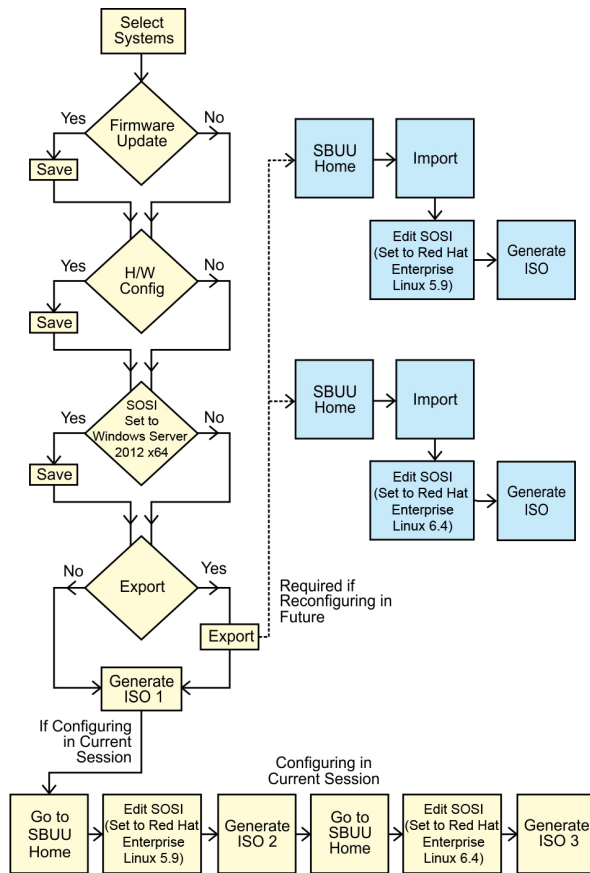 Select
Systems
Firmware
Update
Yes
No
Save
H/W
Config
Yes
No
Save
SOSI
Set to
Windows Server
2012 x64
Yes
No
Save
Export
No
Yes
Export
Generate
ISO 1
Required if
Reconfiguring in
Future
SBUU
Home
Import
Edit SOSI
(Set to Red Hat
Enterprise
Linux 5.9)
Generate
ISO
SBUU
Home
Import
Edit SOSI
(Set to Red Hat
Enterprise
Linux 6.4)
Generate
ISO
If Configuring
in Current
Session
Configuring in
Current Session
Go to
SBUU
Home
Edit SOSI
(Set to Red Hat
Enterprise
Linux 5.9)
Generate
ISO 2
Go to
SBUU
Home
Edit SOSI
(Set to Red Hat
Enterprise
Linux 6.4)
Generate
ISO 3